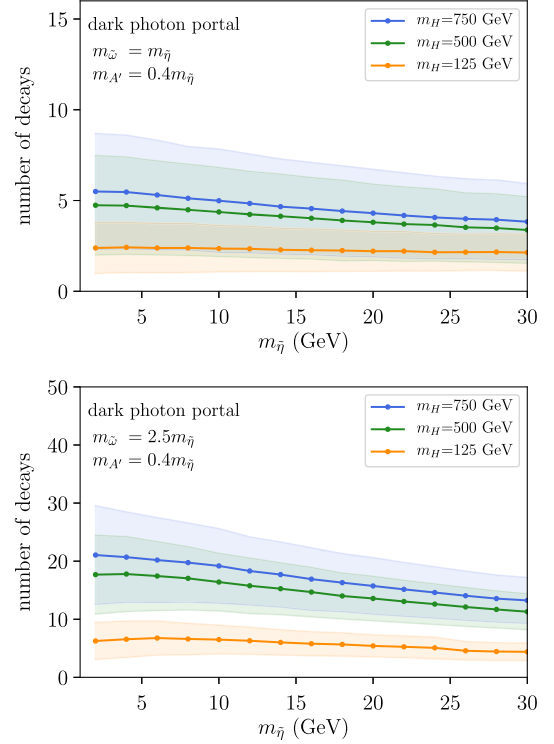 dark photon portal
m_ω̃ = m_η̃
m_A′ = 0.4m_η̃
m_H=750 GeV
m_H=500 GeV
m_H=125 GeV
15
10
5
0
number of decays
5 10 15 20 25 30
m_η̃ (GeV)
dark photon portal
m_ω̃ = 2.5m_η̃
m_A′ = 0.4m_η̃
m_H=750 GeV
m_H=500 GeV
m_H=125 GeV
50
40
30
20
10
0
number of decays
5 10 15 20 25 30
m_η̃ (GeV)